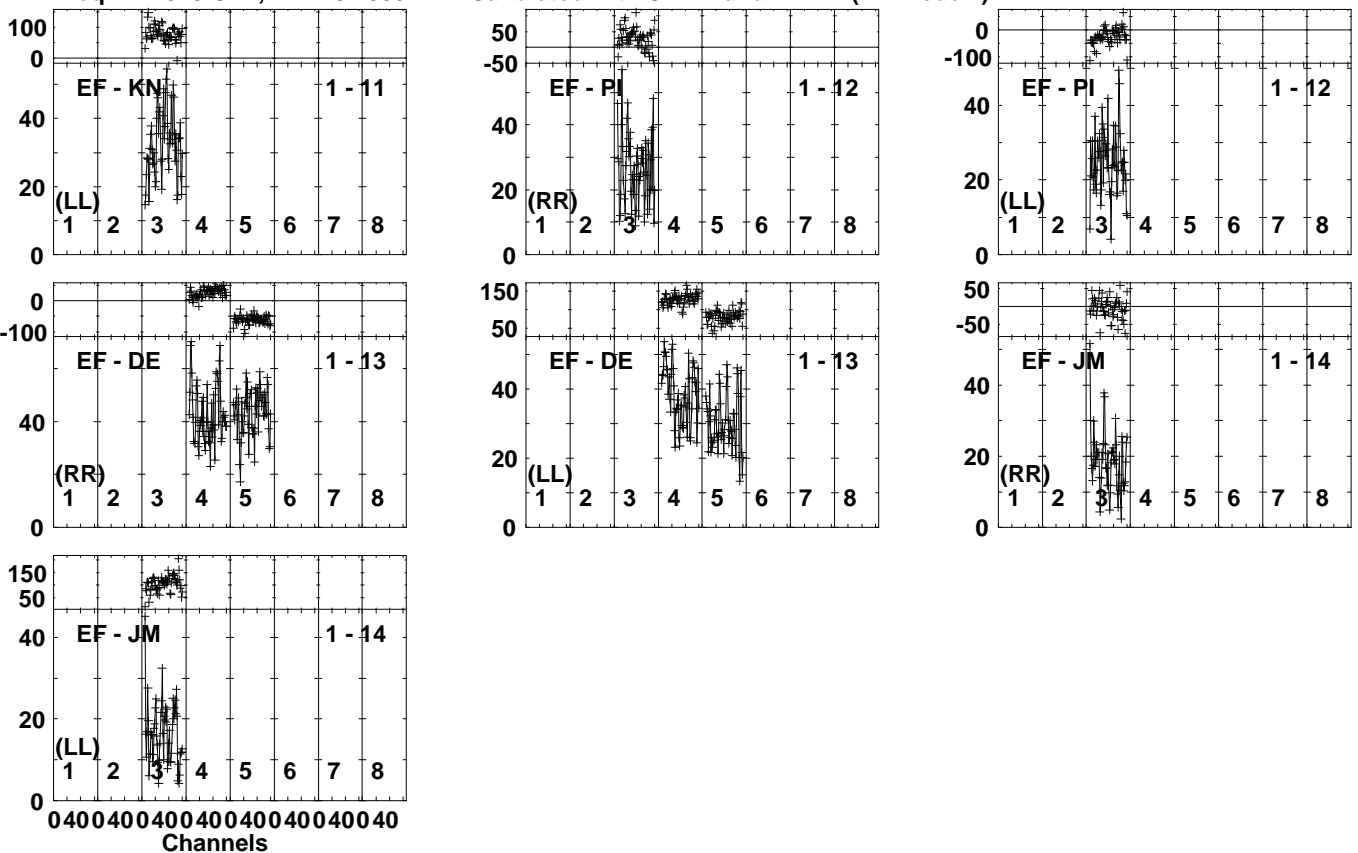 100
0
EF - KN 1 - 11
40
20
(LL)
1 2 3 4 5 6 7 8
0
50
-50
EF - PI 1 - 12
40
20
(RR)
1 2 3 4 5 6 7 8
0
0
-100
EF - PI 1 - 12
40
20
(LL)
1 2 3 4 5 6 7 8
0
0
-100
EF - DE 1 - 13
40
(RR)
1 2 3 4 5 6 7 8
0
150
50
EF - DE 1 - 13
40
20
(LL)
1 2 3 4 5 6 7 8
0
50
-50
EF - JM 1 - 14
40
20
(RR)
1 2 3 4 5 6 7 8
0
150
50
EF - JM 1 - 14
40
20
(LL)
1 2 3 4 5 6 7 8
0
0 40 0 40 0 40 0 40 0 40 0 40 0 40 0 40
Channels